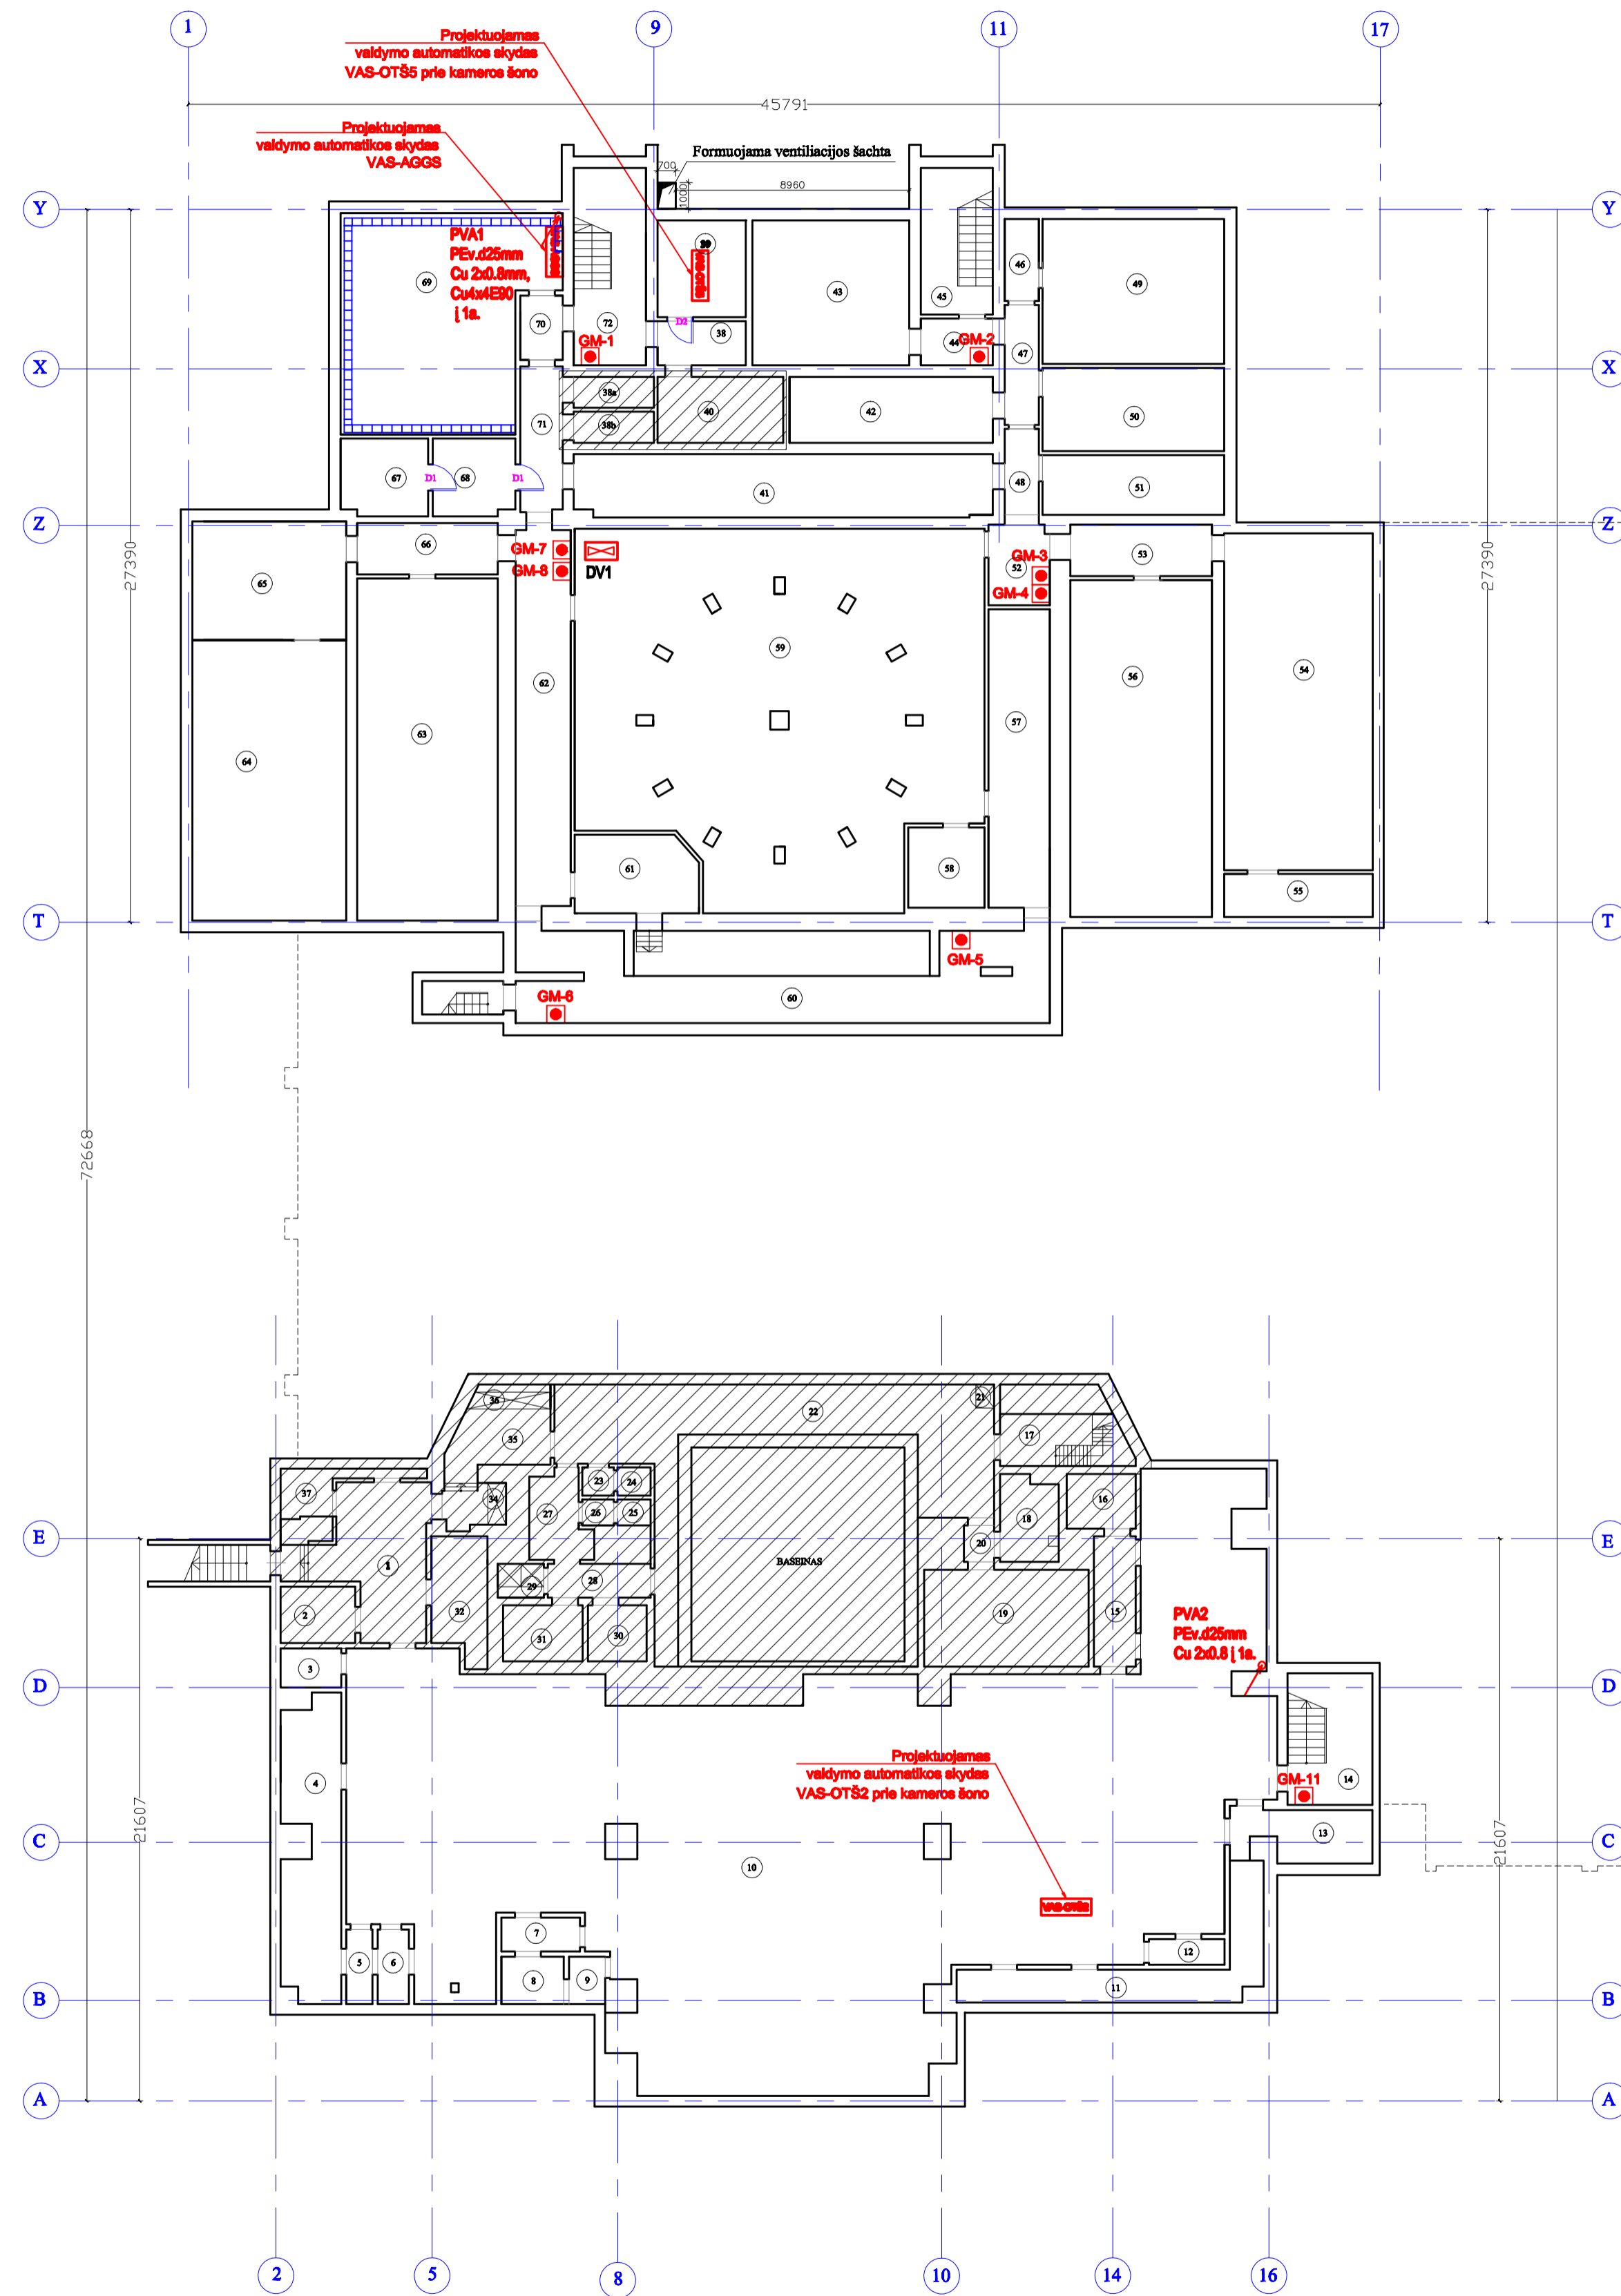 1
9
11
17
Projektuojamas
valdymo automatikos skydas
VAS-OTŠ5 prie kameros šono
45791
Projektuojamas
valdymo automatikos skydas
VAS-AGGS
Formuojama ventiliacijos šachta
700
1000
8960
Y
Y
PVA1
PEv.d25mm
Cu 2x0.8mm,
Cu4x4E90
į 1a.
69
70
72
GM-1
D2
38
43
45
44
GM-2
46
47
49
X
X
38a
38b
40
42
50
71
67
D1
68
D1
41
48
51
Z
Z
27390
27390
66
65
GM-7
GM-8
DV1
52
GM-3
GM-4
53
59
62
63
64
57
56
54
61
58
55
T
T
GM-5
GM-6
60
72668
36
35
22
21
17
37
34
23
24
26
25
27
16
18
E
E
1
20
BASEINAS
29
28
2
32
31
30
19
15
PVA2
PEv.d25mm
Cu 2x0.8 į 1a.
3
D
D
Projektuojamas
valdymo automatikos skydas
VAS-OTŠ2 prie kameros šono
4
GM-11
14
13
21607
21607
C
C
10
VAS-OTŠ2
7
5
6
8
9
12
11
B
B
A
A
2
5
8
10
14
16